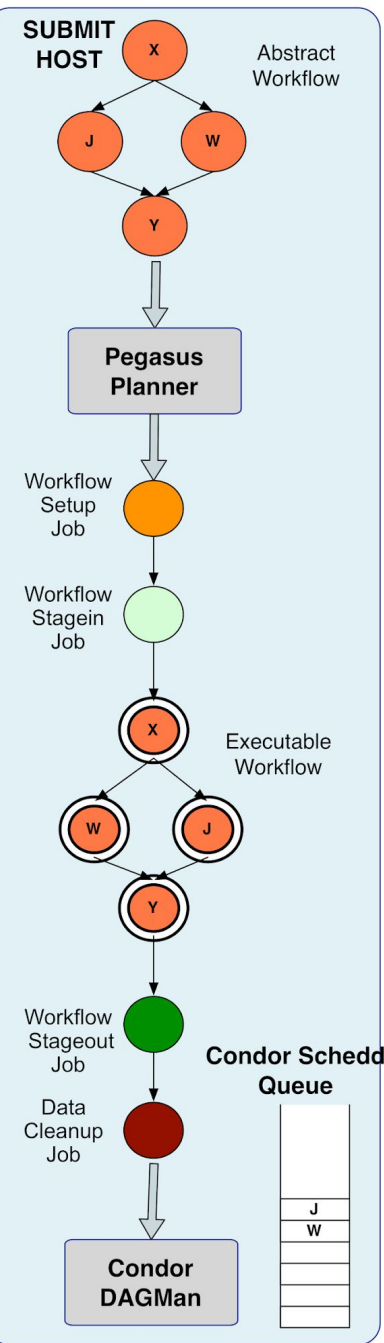 SUBMIT
HOST
X
Abstract
Workflow
J
W
Y
Pegasus
Planner
Workflow
Setup
Job
Workflow
Stagein
Job
X
Executable
Workflow
W
J
Y
Workflow
Stageout
Job
Condor Schedd
Queue
Data
Cleanup
Job
J
W
Condor
DAGMan